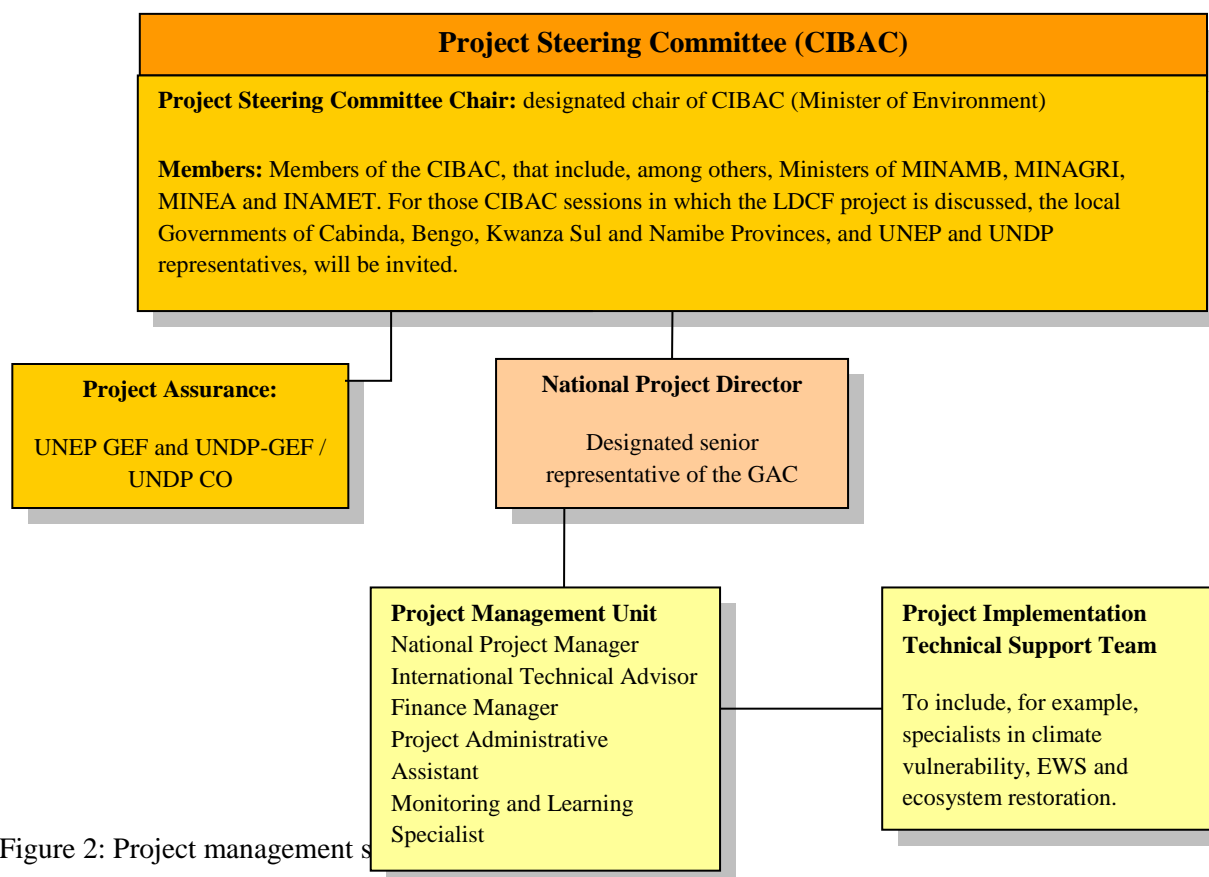 Project Steering Committee (CIBAC)
Project Steering Committee Chair: designated chair of CIBAC (Minister of Environment)
Members: Members of the CIBAC, that include, among others, Ministers of MINAMB, MINAGRI,
MINEA and INAMET. For those CIBAC sessions in which the LDCF project is discussed, the local
Governments of Cabinda, Bengo, Kwanza Sul and Namibe Provinces, and UNEP and UNDP
representatives, will be invited.
Project Assurance:
UNEP GEF and UNDP-GEF /
UNDP CO
National Project Director
Designated senior
representative of the GAC
Project Management Unit
National Project Manager
International Technical Advisor
Finance Manager
Project Administrative
Assistant
Monitoring and Learning
Specialist
Project Implementation
Technical Support Team
To include, for example,
specialists in climate
vulnerability, EWS and
ecosystem restoration.
Figure 2: Project management s